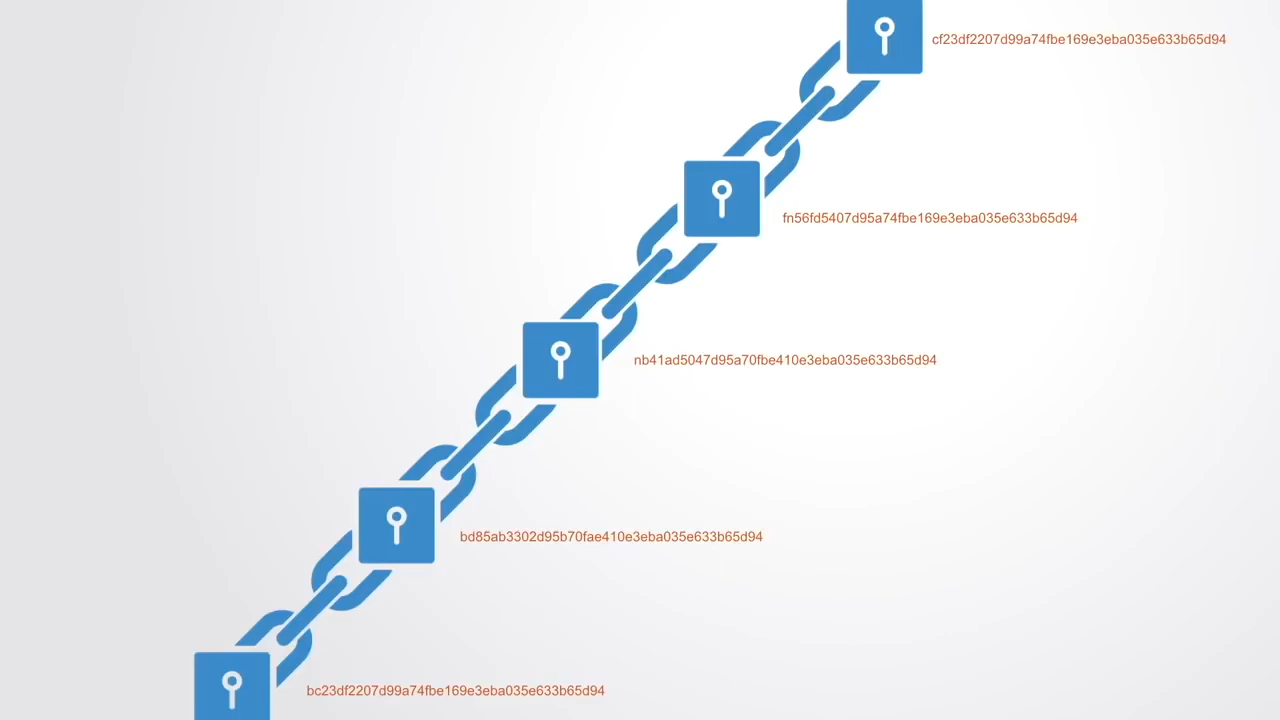 cf23df2207d99a74fbe169e3eba035e633b65d94
fn56fd5407d95a74fbe169e3eba035e633b65d94
nb41ad5047d95a70fbe410e3eba035e633b65d94
bd85ab3302d95b70fae410e3eba035e633b65d94
bc23df2207d99a74fbe169e3eba035e633b65d94